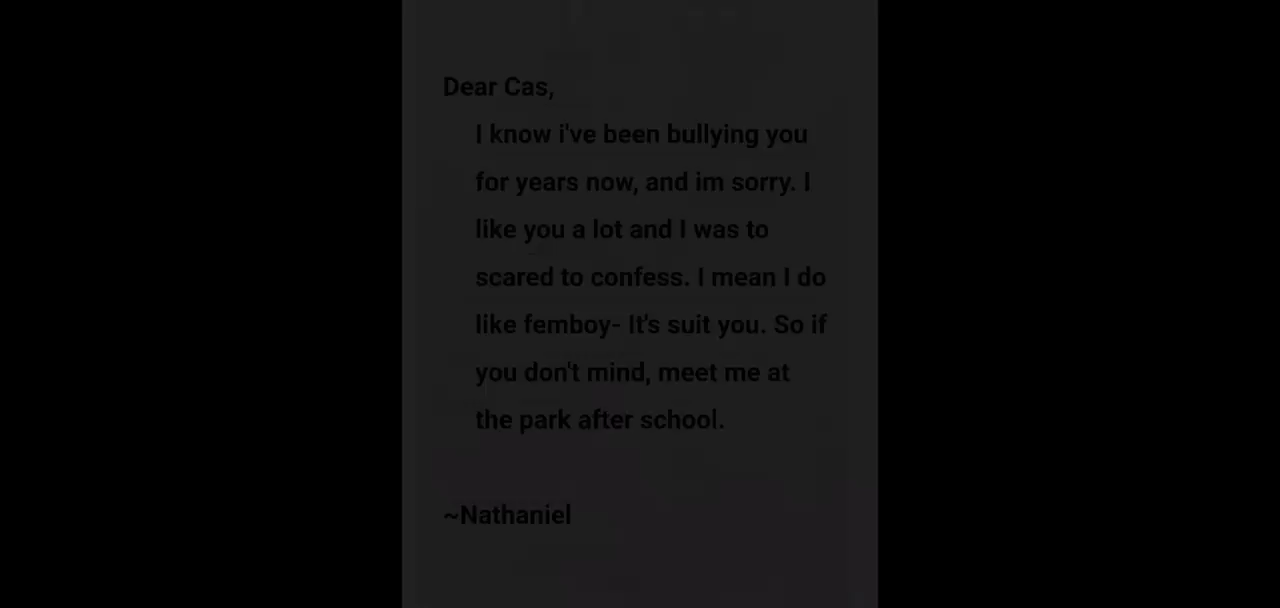 Dear Cas,
I know i've been bullying you
for years now, and im sorry. I
like you a lot and I was to
scared to confess. I mean I do
like femboy- It's suit you. So if
you don't mind, meet me at
the park after school.
~Nathaniel